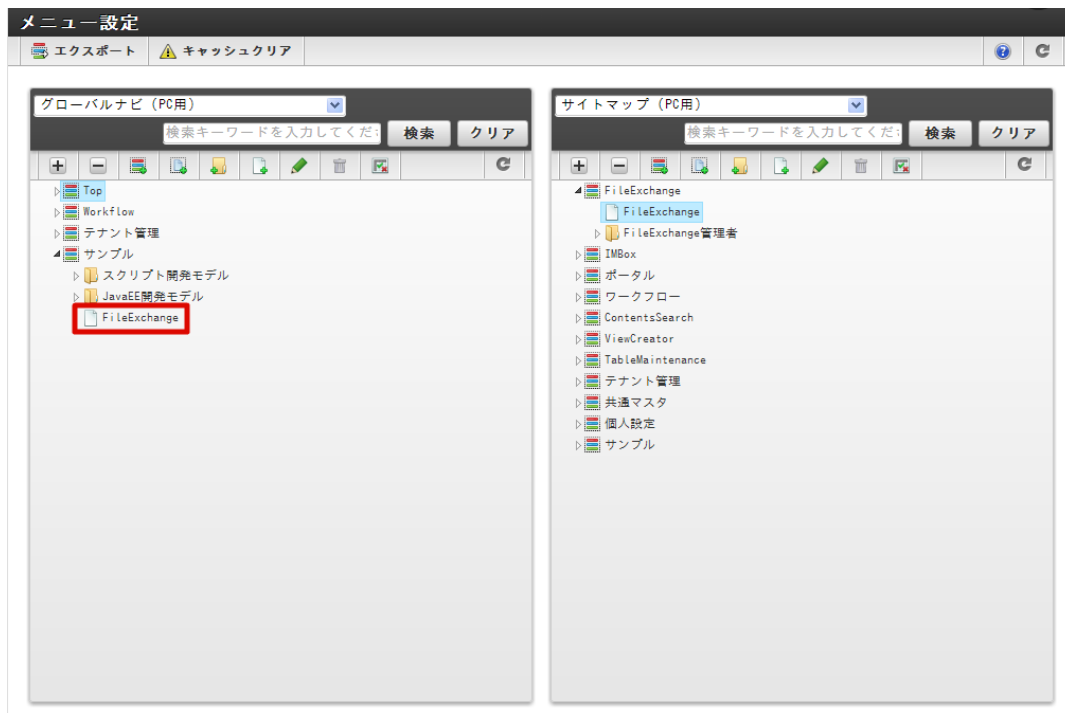 メニュー設定
エクスポート キャッシュクリア
グローバルナビ (PC用)
検索キーワードを入力してくだ 検索 クリア
Top
Workflow
テナント管理
サンプル
スクリプト開発モデル
JavaEE開発モデル
FileExchange
サイトマップ (PC用)
検索キーワードを入力してくだ 検索 クリア
FileExchange
FileExchange
FileExchange管理者
IMBox
ポータル
ワークフロー
ContentsSearch
ViewCreator
TableMaintenance
テナント管理
共通マスタ
個人設定
サンプル